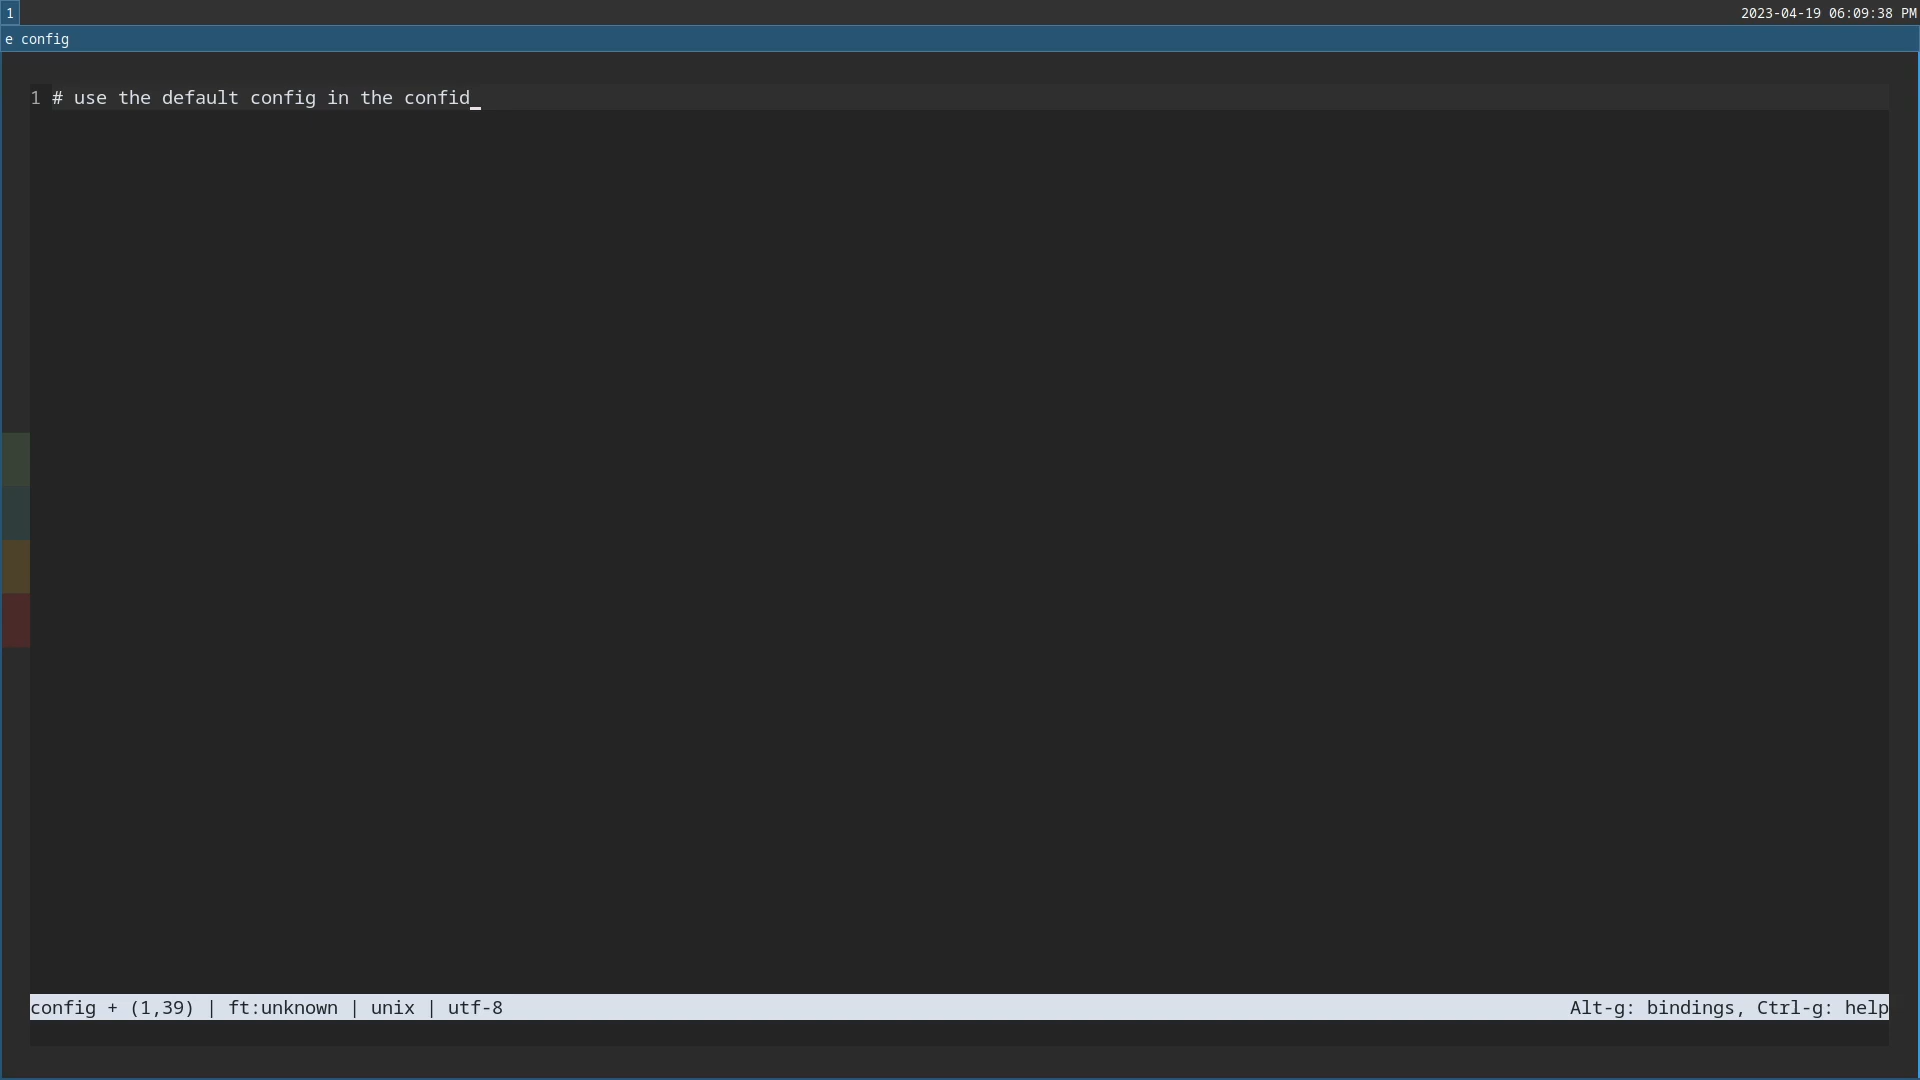 1 2023-04-19 06:09:38 PM
e config
1 # use the default config in the confid
config + (1,39) | ft:unknown | unix | utf-8 Alt-g: bindings, Ctrl-g: help